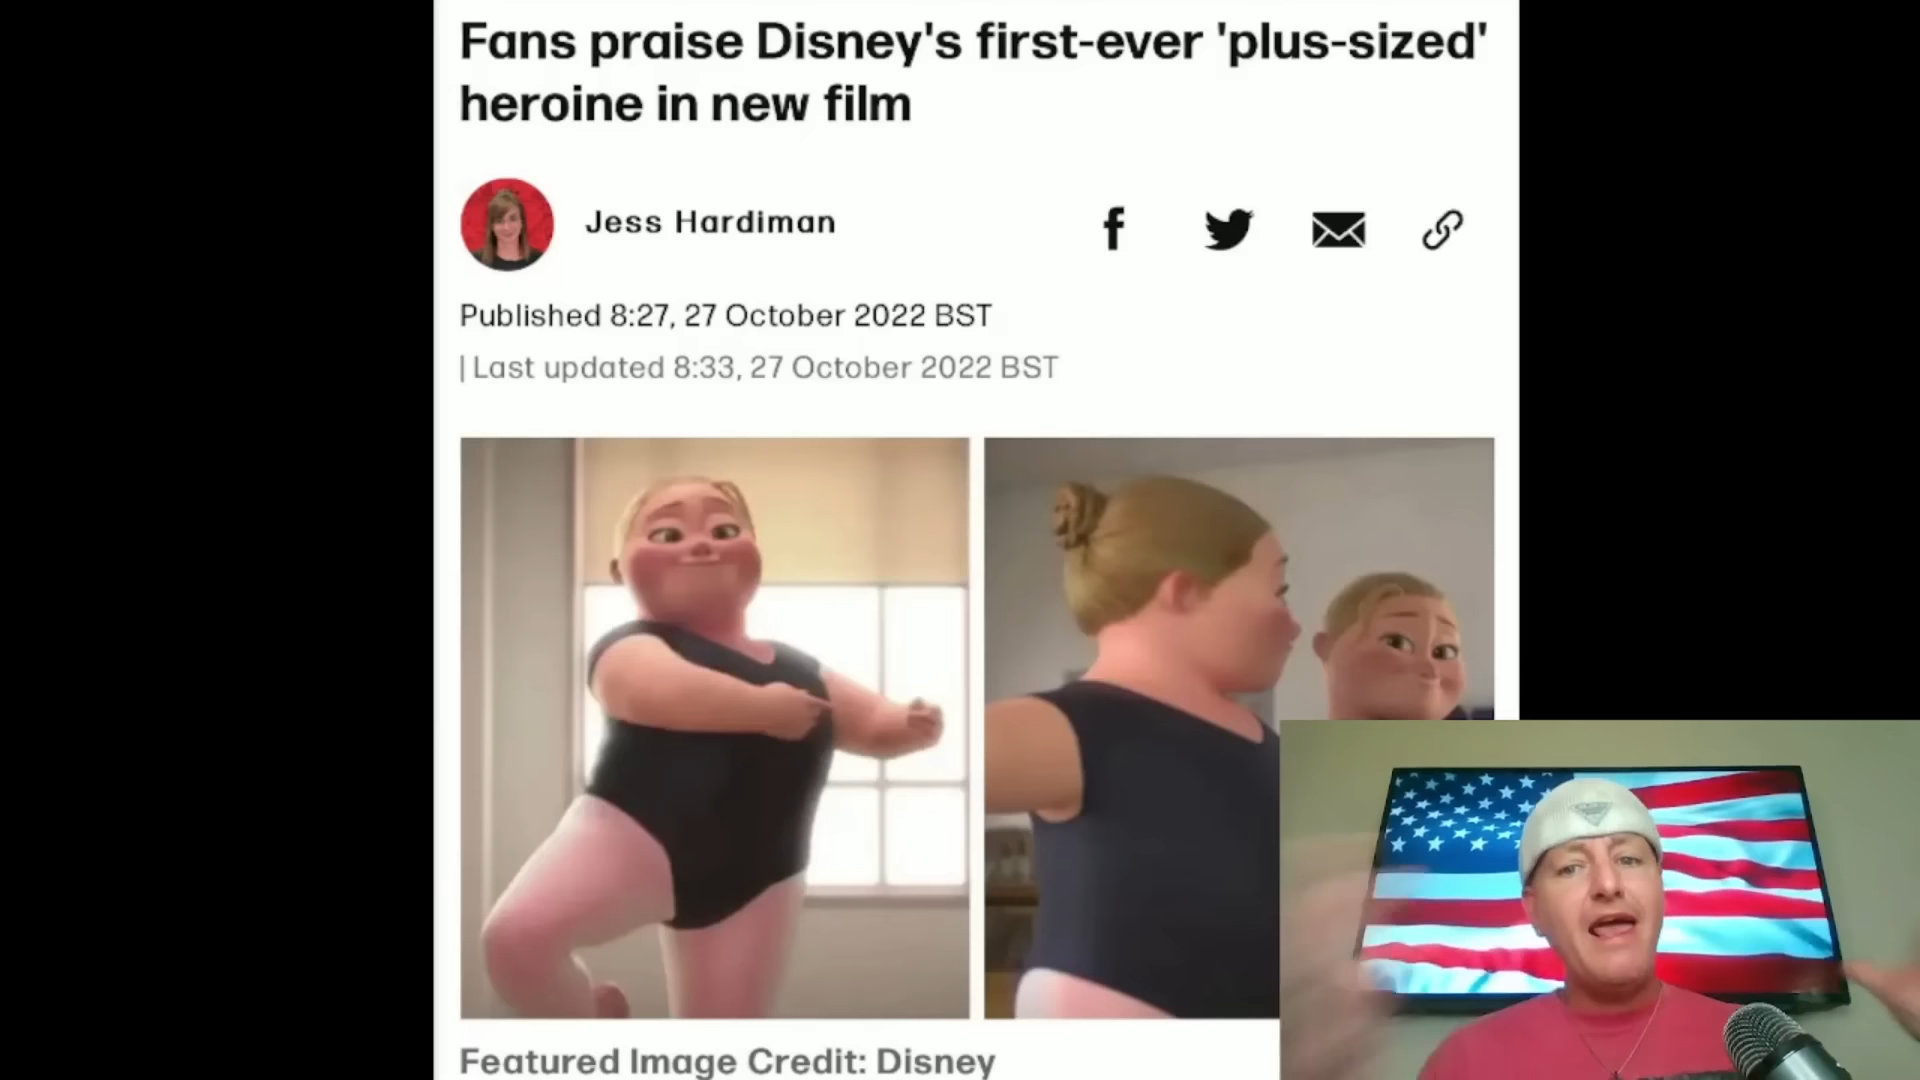 Fans praise Disney's first-ever 'plus-sized'
heroine in new film
Jess Hardiman
Published 8:27, 27 October 2022 BST
| Last updated 8:33, 27 October 2022 BST
Featured Image Credit: Disney